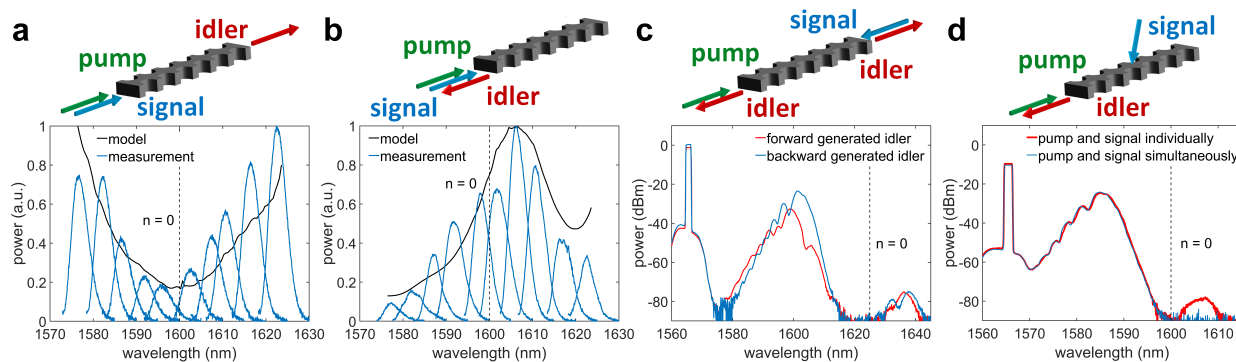 a
pump
signal
idler
power (a.u.)
1
0.8
0.6
0.4
0.2
0
model
measurement
n = 0
1570 1580 1590 1600 1610 1620 1630
wavelength (nm)
b
pump
signal
idler
power (a.u.)
1
0.8
0.6
0.4
0.2
0
model
measurement
n = 0
1570 1580 1590 1600 1610 1620 1630
wavelength (nm)
c
signal
pump
idler
idler
power (dBm)
0
-20
-40
-60
-80
forward generated idler
backward generated idler
n = 0
1560 1580 1600 1620 1640
wavelength (nm)
d
signal
pump
idler
power (dBm)
0
-20
-40
-60
-80
pump and signal individually
pump and signal simultaneously
n = 0
1560 1570 1580 1590 1600 1610
wavelength (nm)